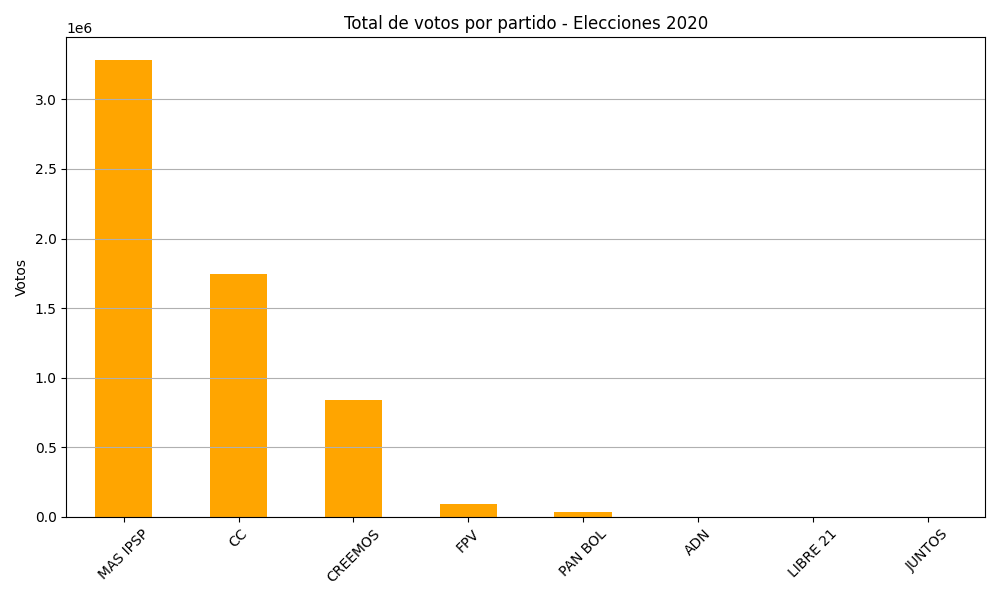 Total de votos por partido - Elecciones 2020
1e6
3.0
2.5
2.0
1.5
1.0
0.5
0.0
Votos
MAS IPSP
CC
CREEMOS
FPV
PAN BOL
ADN
LIBRE 21
JUNTOS